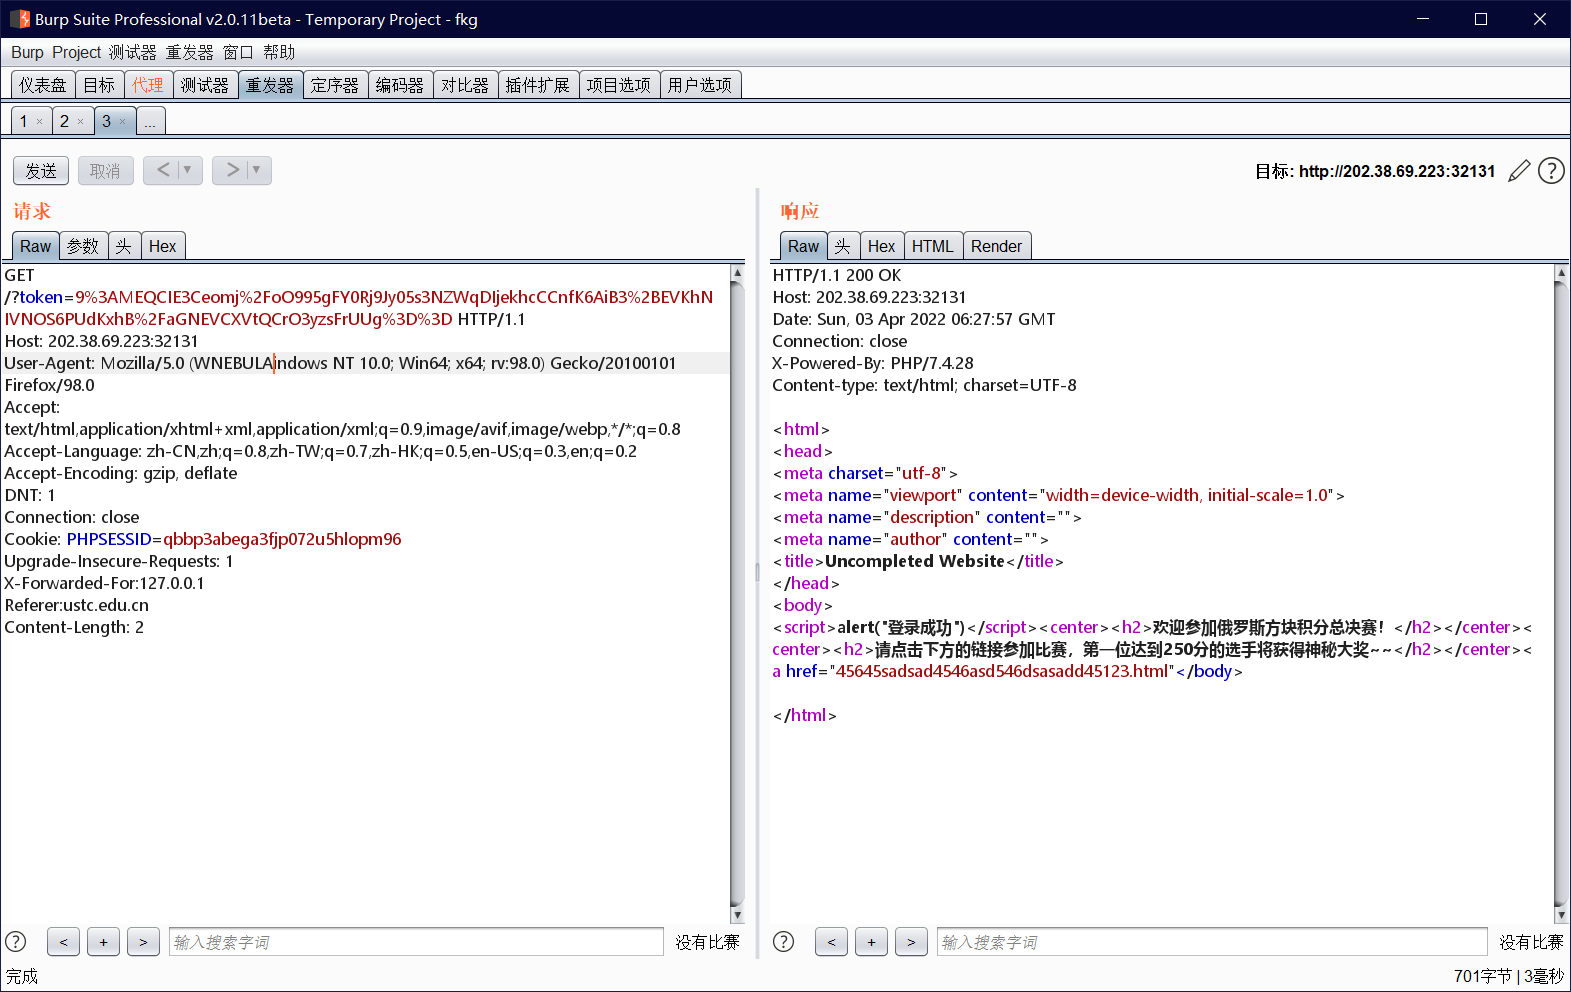 Burp Suite Professional v2.0.11beta - Temporary Project - fkg
Burp Project 测试器 重发器 窗口 帮助
仪表盘 目标 代理 测试器 重发器 定序器 编码器 对比器 插件扩展 项目选项 用户选项
1 × 2 × 3 × ...
发送 取消 < ▼ > ▼ 目标: http://202.38.69.223:32131 ?
请求
Raw 参数 头 Hex
GET
/?token=9%3AMEQCIE3Ceomj%2FoO995gFY0Rj9Jy05s3NZWqDIjekhcCCnfK6AiB3%2BEVKhN
IVNOS6PUdKxhB%2FaGNEVCXVtQCrO3yzsFrUUg%3D%3D HTTP/1.1
Host: 202.38.69.223:32131
User-Agent: Mozilla/5.0 (WNEBULAindows NT 10.0; Win64; x64; rv:98.0) Gecko/20100101
Firefox/98.0
Accept:
text/html,application/xhtml+xml,application/xml;q=0.9,image/avif,image/webp,*/*;q=0.8
Accept-Language: zh-CN,zh;q=0.8,zh-TW;q=0.7,zh-HK;q=0.5,en-US;q=0.3,en;q=0.2
Accept-Encoding: gzip, deflate
DNT: 1
Connection: close
Cookie: PHPSESSID=qbbp3abega3fjp072u5hlopm96
Upgrade-Insecure-Requests: 1
X-Forwarded-For:127.0.0.1
Referer:ustc.edu.cn
Content-Length: 2
? < + > 输入搜索字词 没有比赛
响应
Raw 头 Hex HTML Render
HTTP/1.1 200 OK
Host: 202.38.69.223:32131
Date: Sun, 03 Apr 2022 06:27:57 GMT
Connection: close
X-Powered-By: PHP/7.4.28
Content-type: text/html; charset=UTF-8
<html>
<head>
<meta charset="utf-8">
<meta name="viewport" content="width=device-width, initial-scale=1.0">
<meta name="description" content="">
<meta name="author" content="">
<title>Uncompleted Website</title>
</head>
<body>
<script>alert("登录成功")</script><center><h2>欢迎参加俄罗斯方块积分总决赛！</h2></center><
center><h2>请点击下方的链接参加比赛，第一位达到250分的选手将获得神秘大奖~~</h2></center><
a href="45645sadsad4546asd546dsasadd45123.html"</body>
</html>
? < + > 输入搜索字词 没有比赛
完成 701字节 | 3毫秒